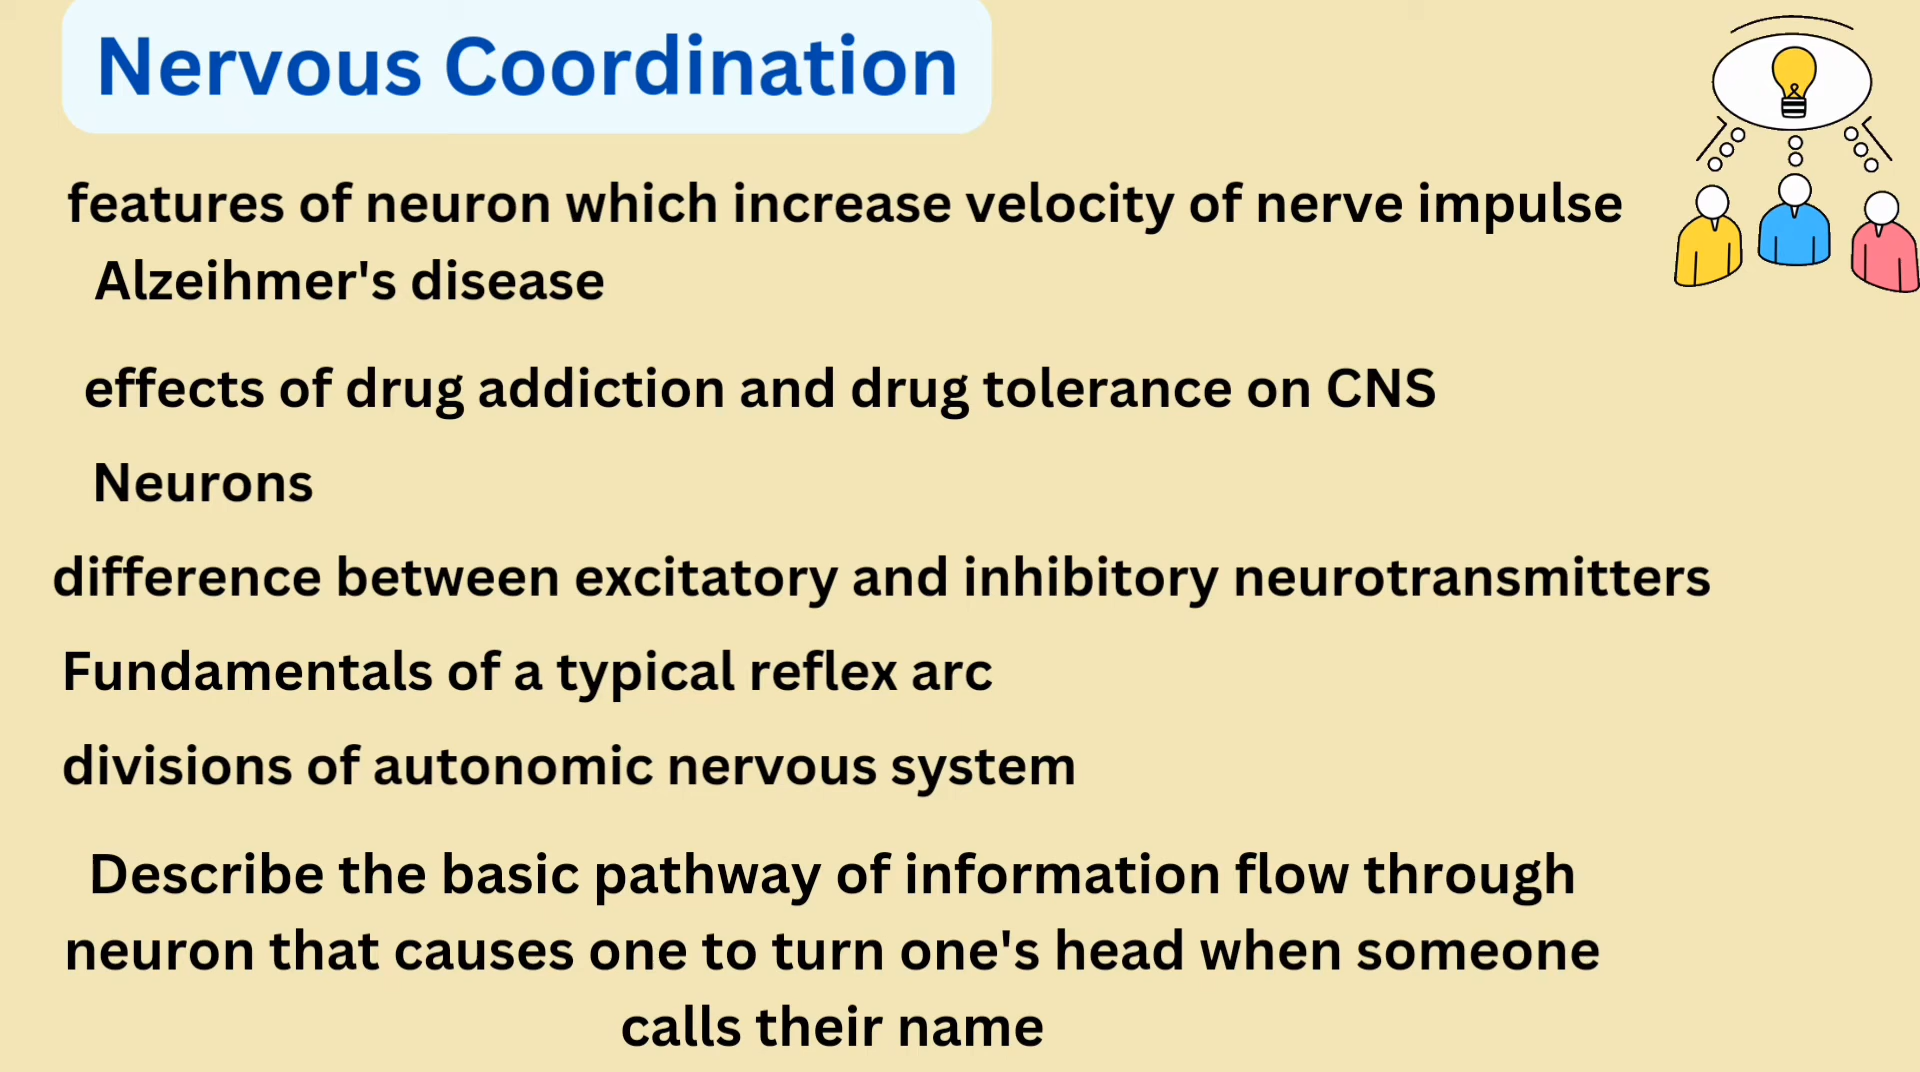 Nervous Coordination
features of neuron which increase velocity of nerve impulse
Alzeihmer's disease
effects of drug addiction and drug tolerance on CNS
Neurons
difference between excitatory and inhibitory neurotransmitters
Fundamentals of a typical reflex arc
divisions of autonomic nervous system
Describe the basic pathway of information flow through
neuron that causes one to turn one's head when someone
calls their name